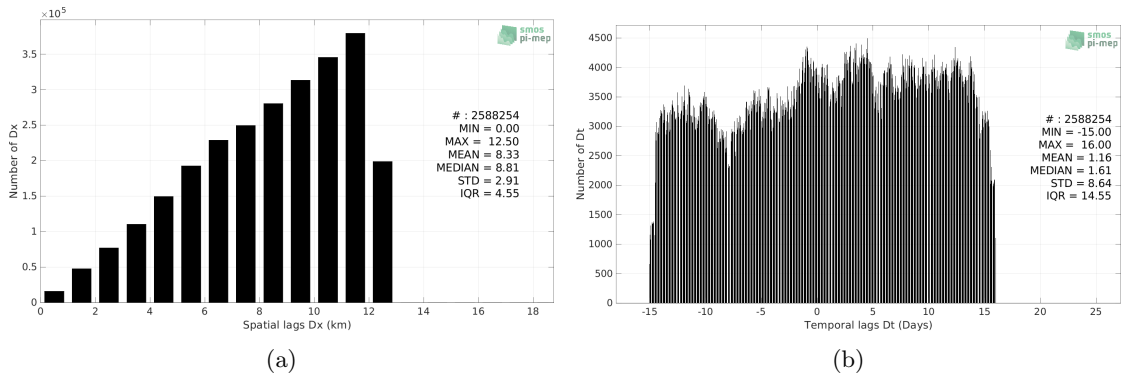 ×10⁵
3.5
3
2.5
2
1.5
1
0.5
0
0 2 4 6 8 10 12 14 16 18
Number of Dx
Spatial lags Dx (km)
smos
pi-mep
# : 2588254
MIN = 0.00
MAX = 12.50
MEAN = 8.33
MEDIAN = 8.81
STD = 2.91
IQR = 4.55
(a)
4500
4000
3500
3000
2500
2000
1500
1000
500
0
-15 -10 -5 0 5 10 15 20 25
Number of Dt
Temporal lags Dt (Days)
smos
pi-mep
# : 2588254
MIN = -15.00
MAX = 16.00
MEAN = 1.16
MEDIAN = 1.61
STD = 8.64
IQR = 14.55
(b)